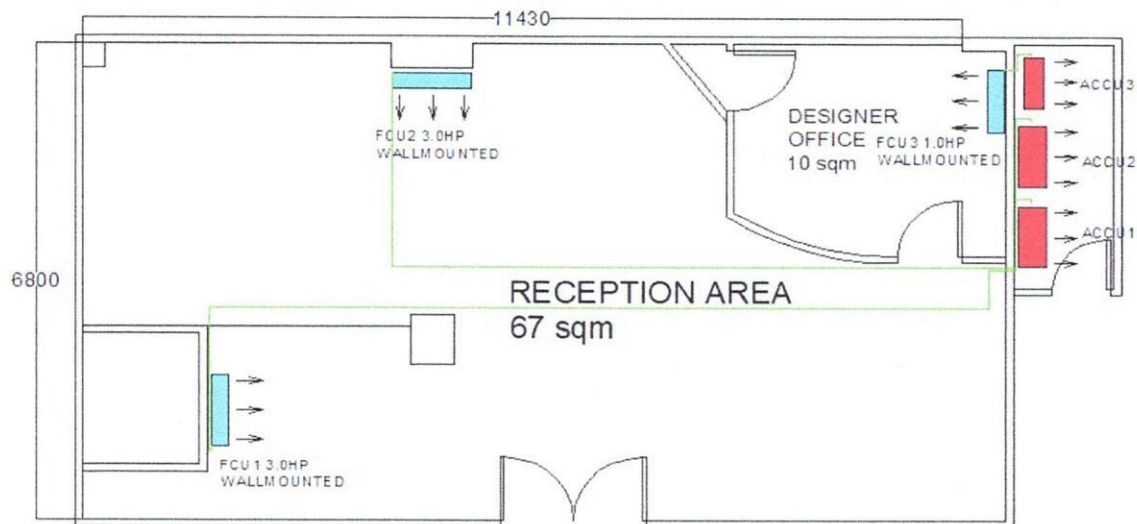 11430
ACCU3
DESIGNER
OFFICE
10 sqm
FCU2 3.0HP
WALLMOUNTED
FCU3 1.0HP
WALLMOUNTED
ACCU2
ACCU1
6800
RECEPTION AREA
67 sqm
FCU1 3.0HP
WALLMOUNTED